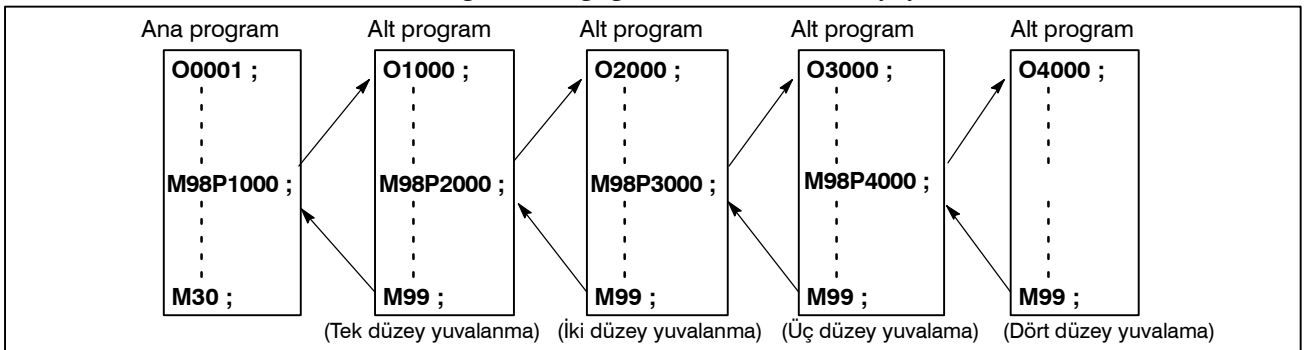 Ana program Alt program Alt program Alt program Alt program
O0001 ; O1000 ; O2000 ; O3000 ; O4000 ;
M98P1000 ; M98P2000 ; M98P3000 ; M98P4000 ;
M30 ; M99 ; M99 ; M99 ; M99 ;
(Tek düzey yuvalanma) (İki düzey yuvalanma) (Üç düzey yuvalama) (Dört düzey yuvalama)